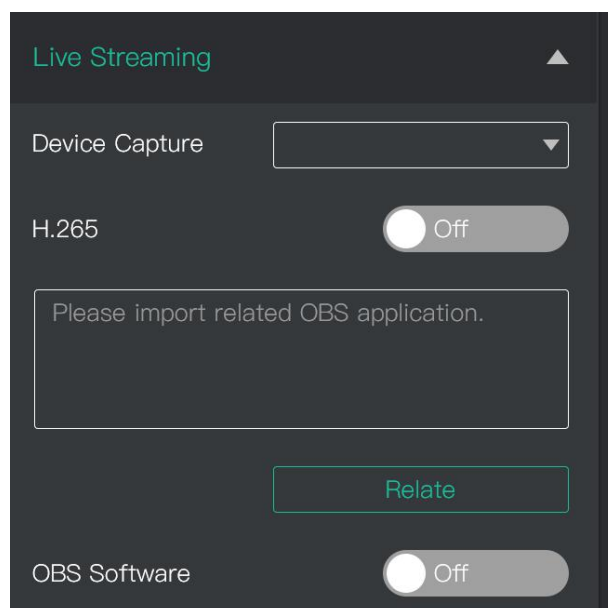 Live Streaming
Device Capture
H.265
Off
Please import related OBS application.
Relate
OBS Software
Off